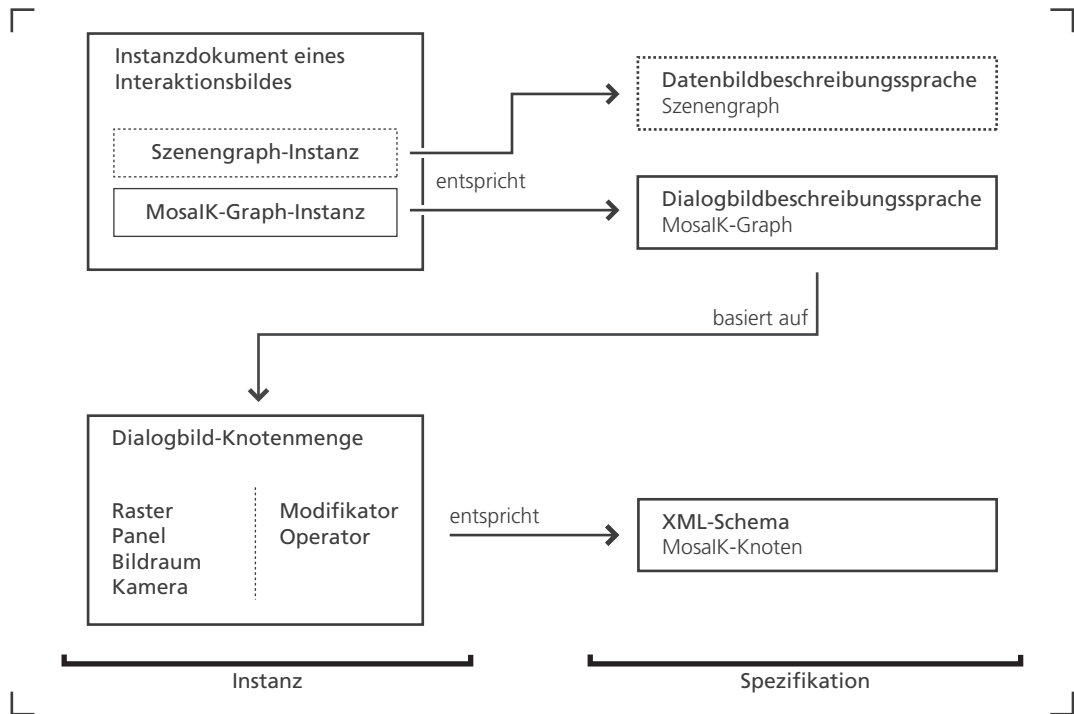 Instanzdokument eines
Interaktionsbildes
Szenengraph-Instanz
MosaIK-Graph-Instanz
Datenbildbeschreibungssprache
Szenengraph
entspricht
Dialogbildbeschreibungssprache
MosaIK-Graph
basiert auf
Dialogbild-Knotenmenge
Raster
Panel
Bildraum
Kamera
Modifikator
Operator
entspricht
XML-Schema
MosaIK-Knoten
Instanz
Spezifikation